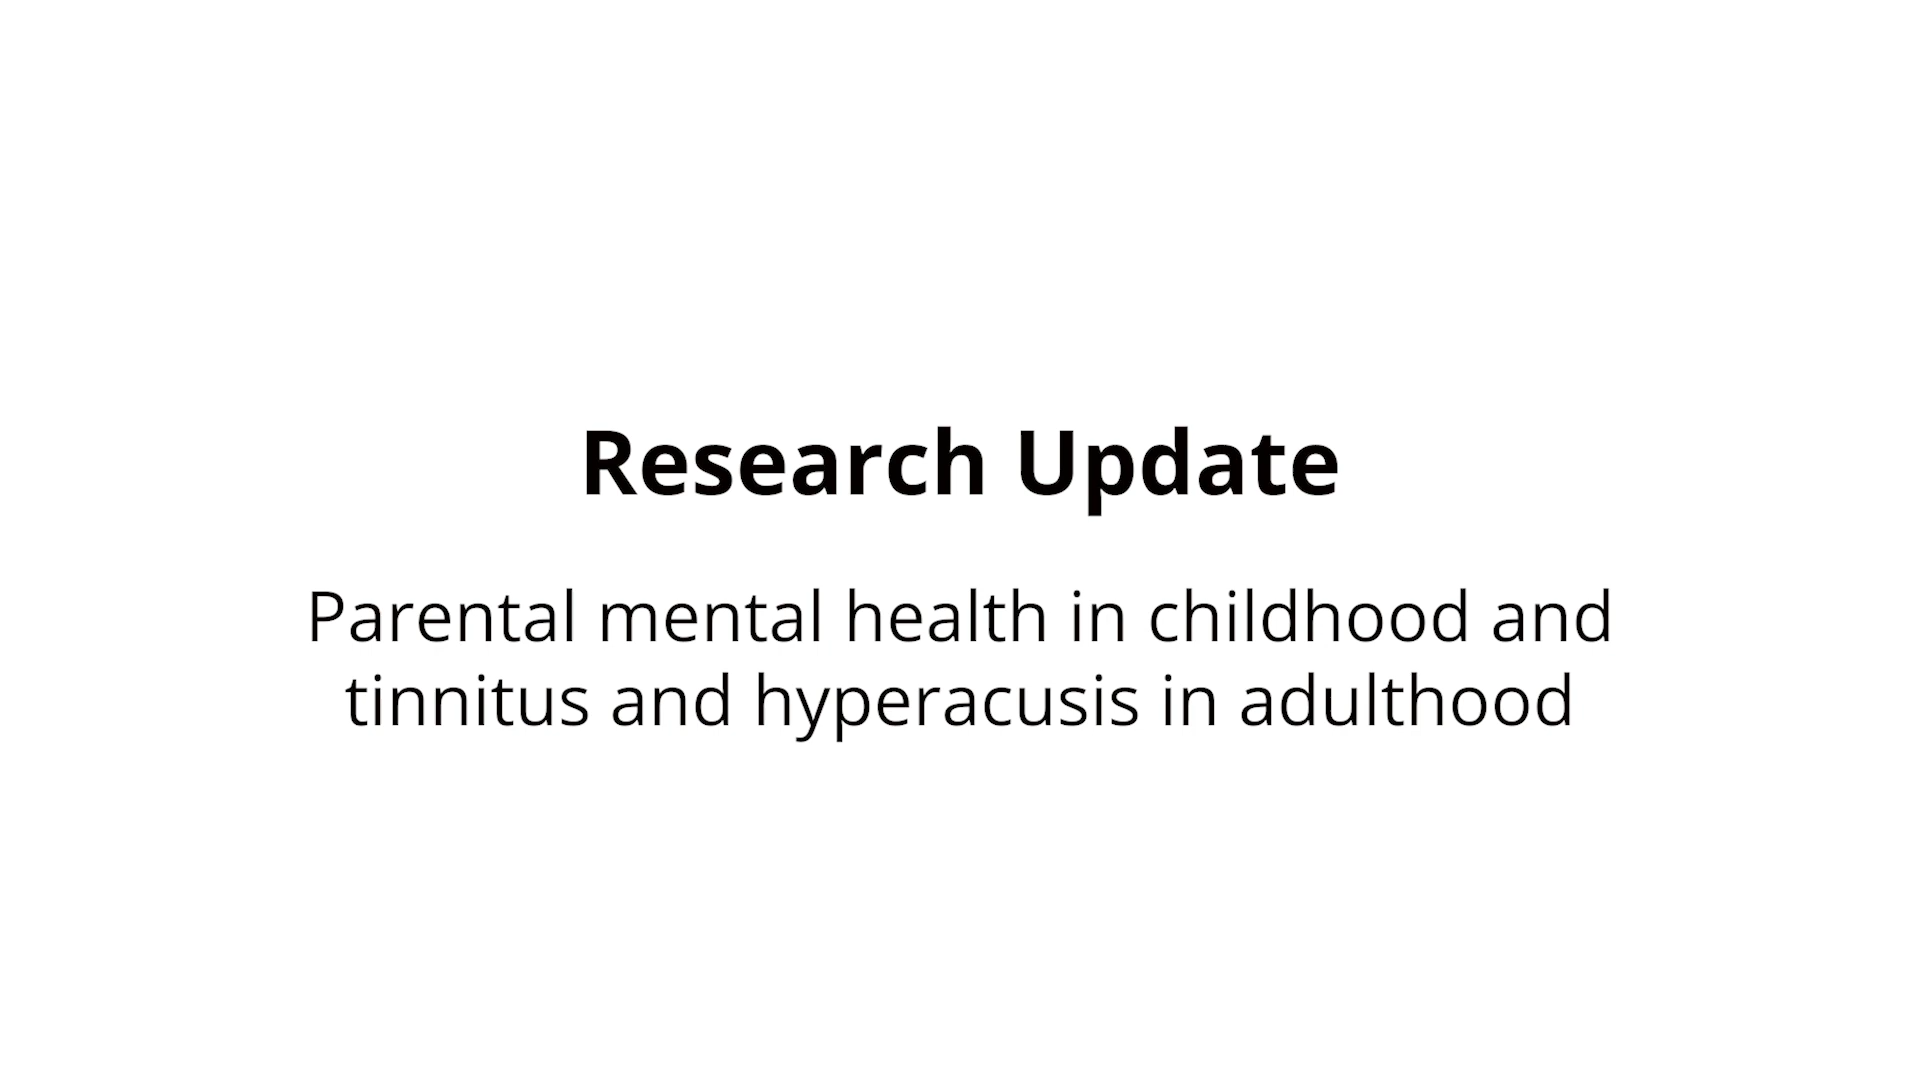 Research Update
Parental mental health in childhood and
tinnitus and hyperacusis in adulthood